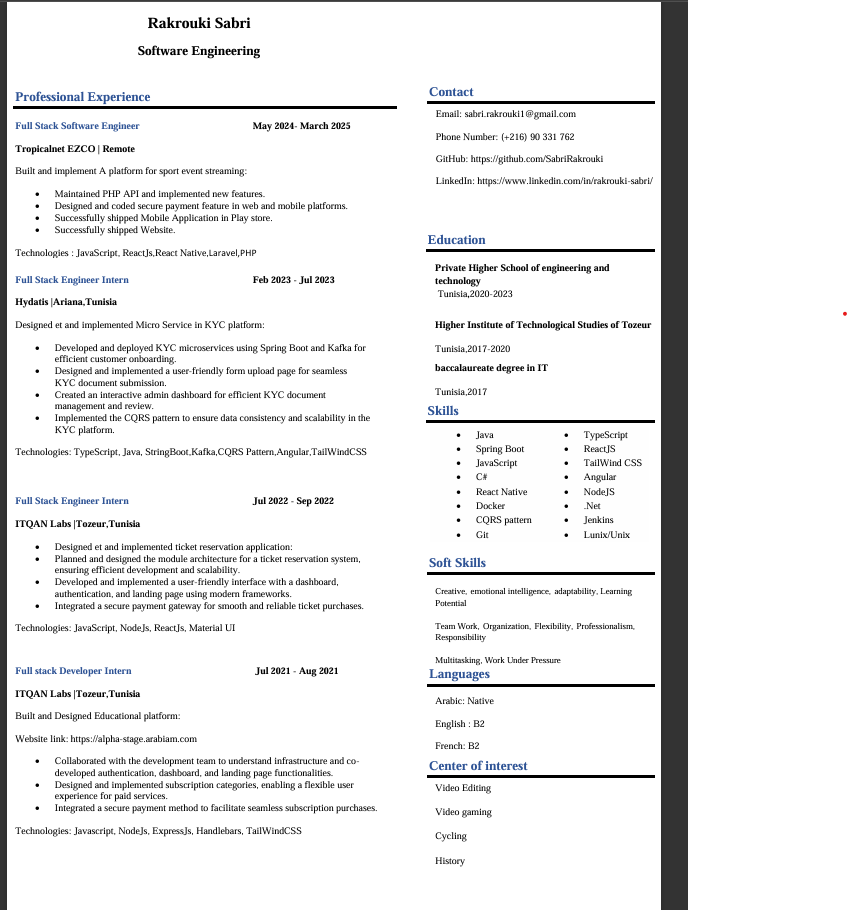 Rakrouki Sabri
Software Engineering
Professional Experience
Full Stack Software Engineer May 2024- March 2025
Tropicalnet EZCO | Remote
Built and implement A platform for sport event streaming:
• Maintained PHP API and implemented new features.
• Designed and coded secure payment feature in web and mobile platforms.
• Successfully shipped Mobile Application in Play store.
• Successfully shipped Website.
Technologies : JavaScript, ReactJs,React Native,Laravel,PHP
Full Stack Engineer Intern Feb 2023 - Jul 2023
Hydatis |Ariana,Tunisia
Designed et and implemented Micro Service in KYC platform:
• Developed and deployed KYC microservices using Spring Boot and Kafka for
efficient customer onboarding.
• Designed and implemented a user-friendly form upload page for seamless
KYC document submission.
• Created an interactive admin dashboard for efficient KYC document
management and review.
• Implemented the CQRS pattern to ensure data consistency and scalability in the
KYC platform.
Technologies: TypeScript, Java, StringBoot,Kafka,CQRS Pattern,Angular,TailWindCSS
Full Stack Engineer Intern Jul 2022 - Sep 2022
ITQAN Labs |Tozeur,Tunisia
• Designed et and implemented ticket reservation application:
• Planned and designed the module architecture for a ticket reservation system,
ensuring efficient development and scalability.
• Developed and implemented a user-friendly interface with a dashboard,
authentication, and landing page using modern frameworks.
• Integrated a secure payment gateway for smooth and reliable ticket purchases.
Technologies: JavaScript, NodeJs, ReactJs, Material UI
Full stack Developer Intern Jul 2021 - Aug 2021
ITQAN Labs |Tozeur,Tunisia
Built and Designed Educational platform:
Website link: https://alpha-stage.arabiam.com
• Collaborated with the development team to understand infrastructure and co-
developed authentication, dashboard, and landing page functionalities.
• Designed and implemented subscription categories, enabling a flexible user
experience for paid services.
• Integrated a secure payment method to facilitate seamless subscription purchases.
Technologies: Javascript, NodeJs, ExpressJs, Handlebars, TailWindCSS
Contact
Email: sabri.rakrouki1@gmail.com
Phone Number: (+216) 90 331 762
GitHub: https://github.com/SabriRakrouki
LinkedIn: https://www.linkedin.com/in/rakrouki-sabri/
Education
Private Higher School of engineering and
technology
Tunisia,2020-2023
Higher Institute of Technological Studies of Tozeur
Tunisia,2017-2020
baccalaureate degree in IT
Tunisia,2017
Skills
• Java • TypeScript
• Spring Boot • ReactJS
• JavaScript • TailWind CSS
• C# • Angular
• React Native • NodeJS
• Docker • .Net
• CQRS pattern • Jenkins
• Git • Lunix/Unix
Soft Skills
Creative, emotional intelligence, adaptability, Learning
Potential
Team Work, Organization, Flexibility, Professionalism,
Responsibility
Multitasking, Work Under Pressure
Languages
Arabic: Native
English : B2
French: B2
Center of interest
Video Editing
Video gaming
Cycling
History